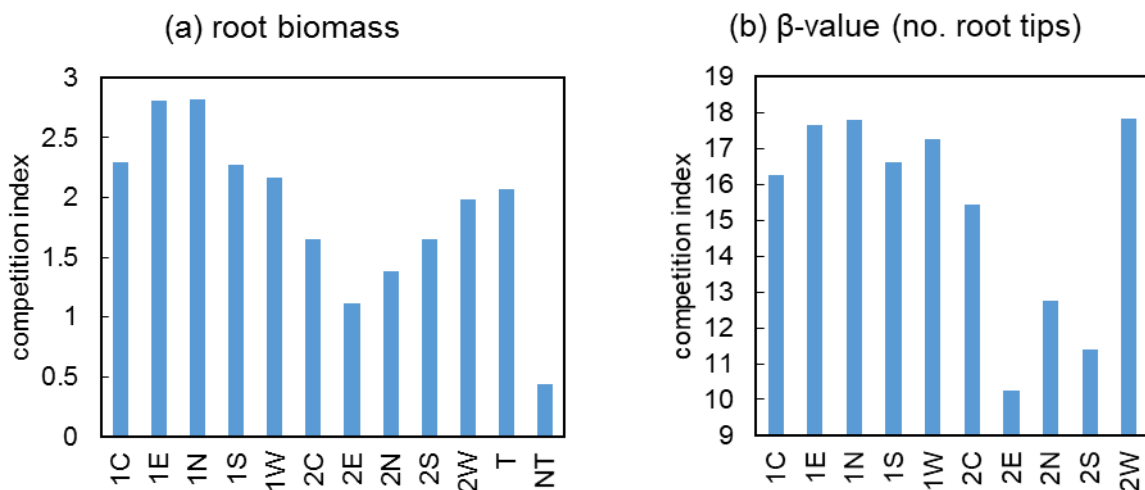 (a) root biomass
competition index
3
2.5
2
1.5
1
0.5
0
1C
1E
1N
1S
1W
2C
2E
2N
2S
2W
T
NT
(b) β-value (no. root tips)
competition index
19
18
17
16
15
14
13
12
11
10
9
1C
1E
1N
1S
1W
2C
2E
2N
2S
2W